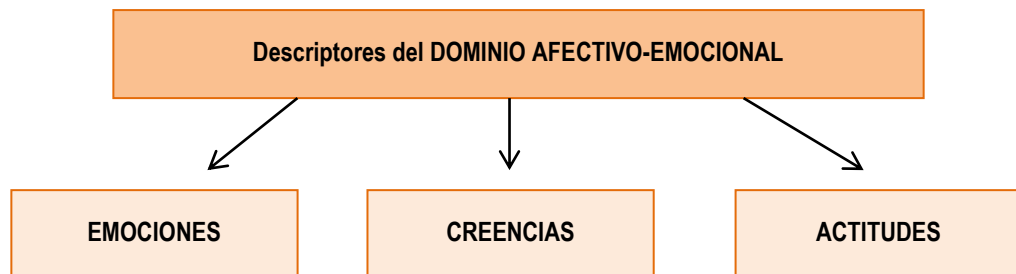 Descriptores del DOMINIO AFECTIVO-EMOCIONAL
EMOCIONES
CREENCIAS
ACTITUDES